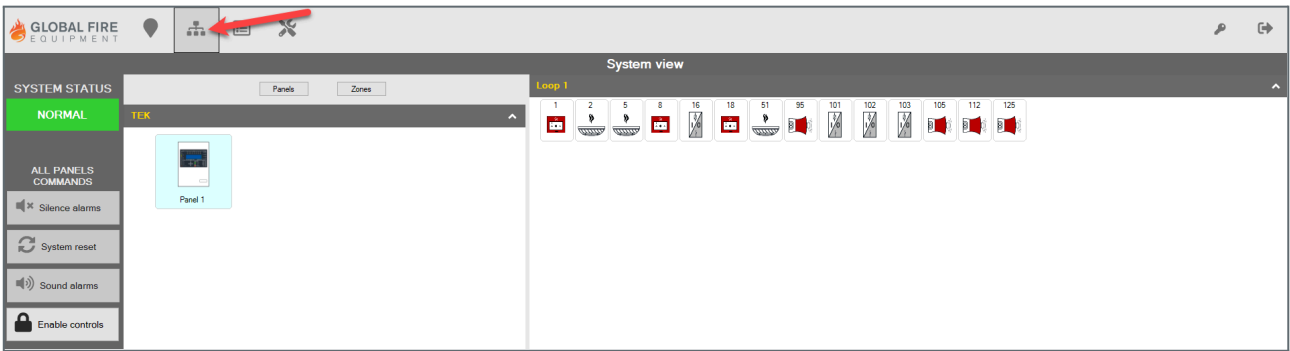 GLOBAL FIRE
EQUIPMENT
System view
SYSTEM STATUS
NORMAL
ALL PANELS
COMMANDS
Silence alarms
System reset
Sound alarms
Enable controls
Panels Zones
TEK
Panel 1
Loop 1
1 2 5 8 16 18 51 95 101 102 103 105 112 125